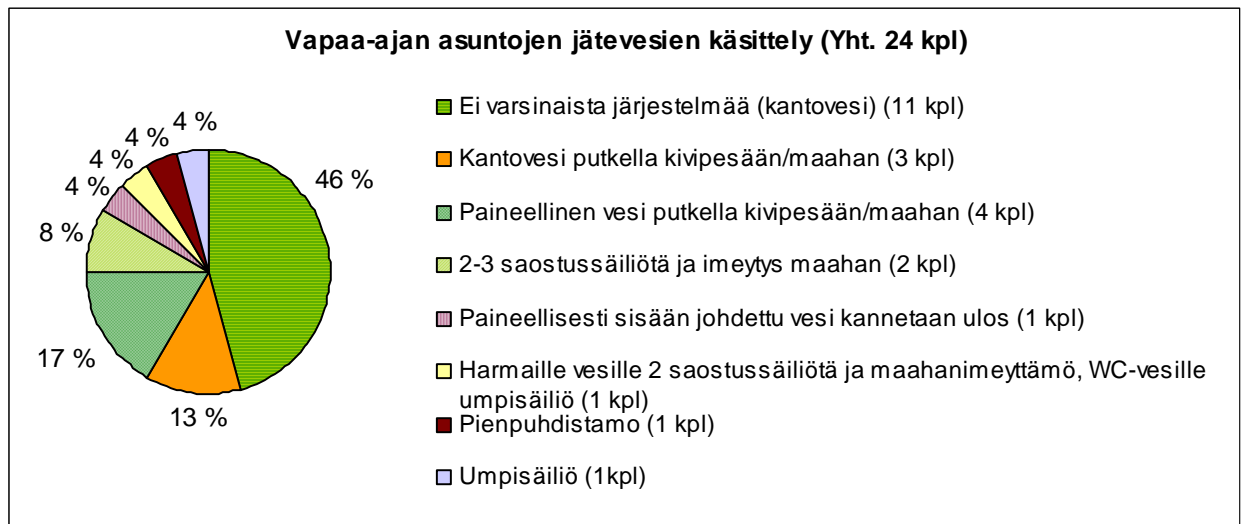 Vapaa-ajan asuntojen jätevesien käsittely (Yht. 24 kpl)
46 %
13 %
17 %
8 %
4 %
4 %
4 %
4 %
Ei varsinaista järjestelmää (kantovesi) (11 kpl)
Kantovesi putkella kivipesään/maahan (3 kpl)
Paineellinen vesi putkella kivipesään/maahan (4 kpl)
2-3 saostussäiliötä ja imeytys maahan (2 kpl)
Paineellisesti sisään johdettu vesi kannetaan ulos (1 kpl)
Harmaille vesille 2 saostussäiliötä ja maahanimeyttämö, WC-vesille
umpisäiliö (1 kpl)
Pienpuhdistamo (1 kpl)
Umpisäiliö (1kpl)